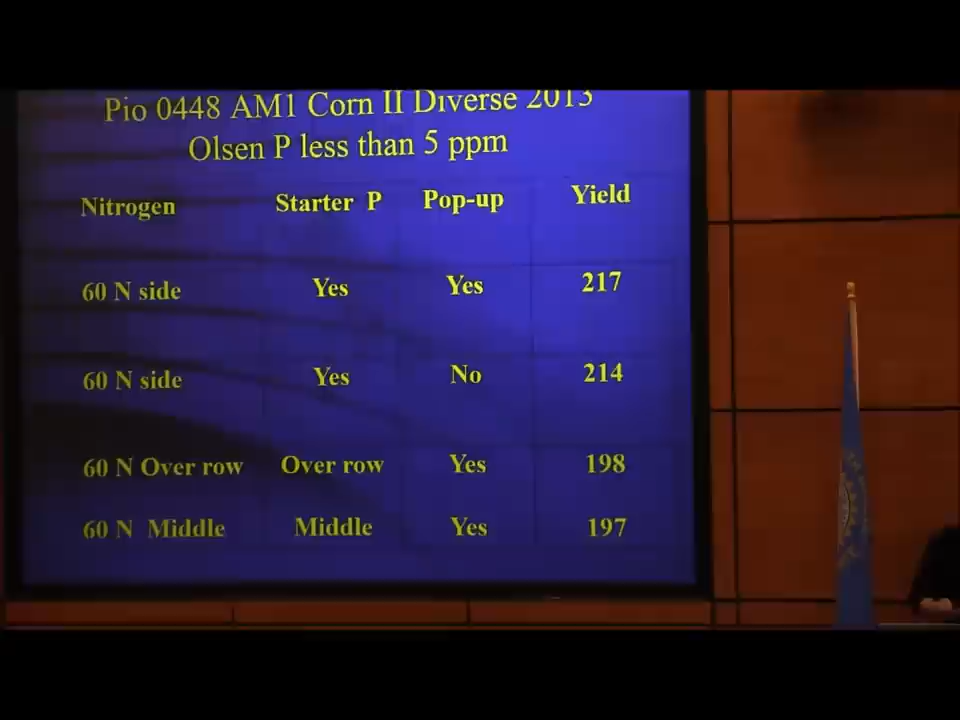 Pio 0448 AM1 Corn II Diverse 2013
Olsen P less than 5 ppm
Nitrogen Starter P Pop-up Yield
60 N side Yes Yes 217
60 N side Yes No 214
60 N Over row Over row Yes 198
60 N Middle Middle Yes 197